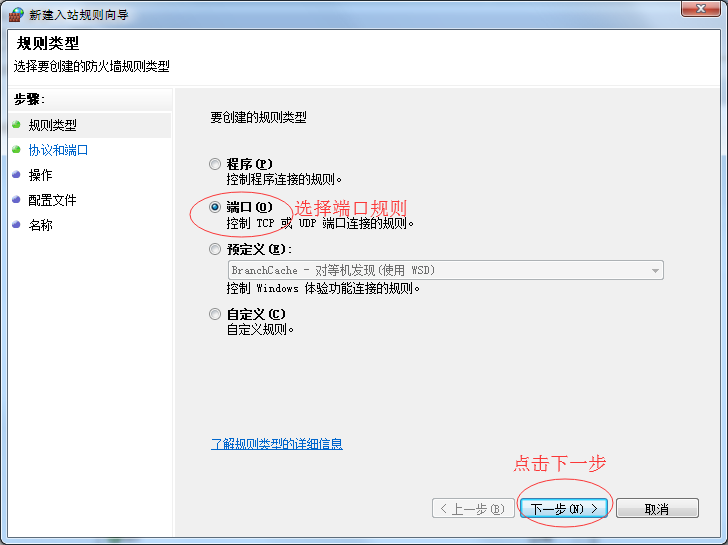 新建入站规则向导
规则类型
选择要创建的防火墙规则类型
步骤:
规则类型
协议和端口
操作
配置文件
名称
要创建的规则类型
程序(P)
控制程序连接的规则。
端口(O)
选择端口规则
控制 TCP 或 UDP 端口连接的规则。
预定义(E):
BranchCache - 对等机发现(使用 WSD)
控制 Windows 体验功能连接的规则。
自定义(C)
自定义规则。
了解规则类型的详细信息
点击下一步
< 上一步(B) 下一步(N) > 取消